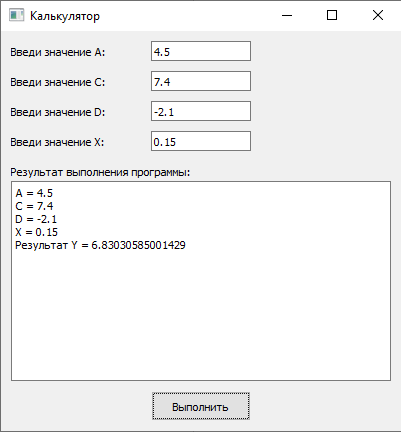 Калькулятор
Введи значение A: 4.5
Введи значение C: 7.4
Введи значение D: -2.1
Введи значение X: 0.15
Результат выполнения программы:
A = 4.5
C = 7.4
D = -2.1
X = 0.15
Результат Y = 6.83030585001429
Выполнить